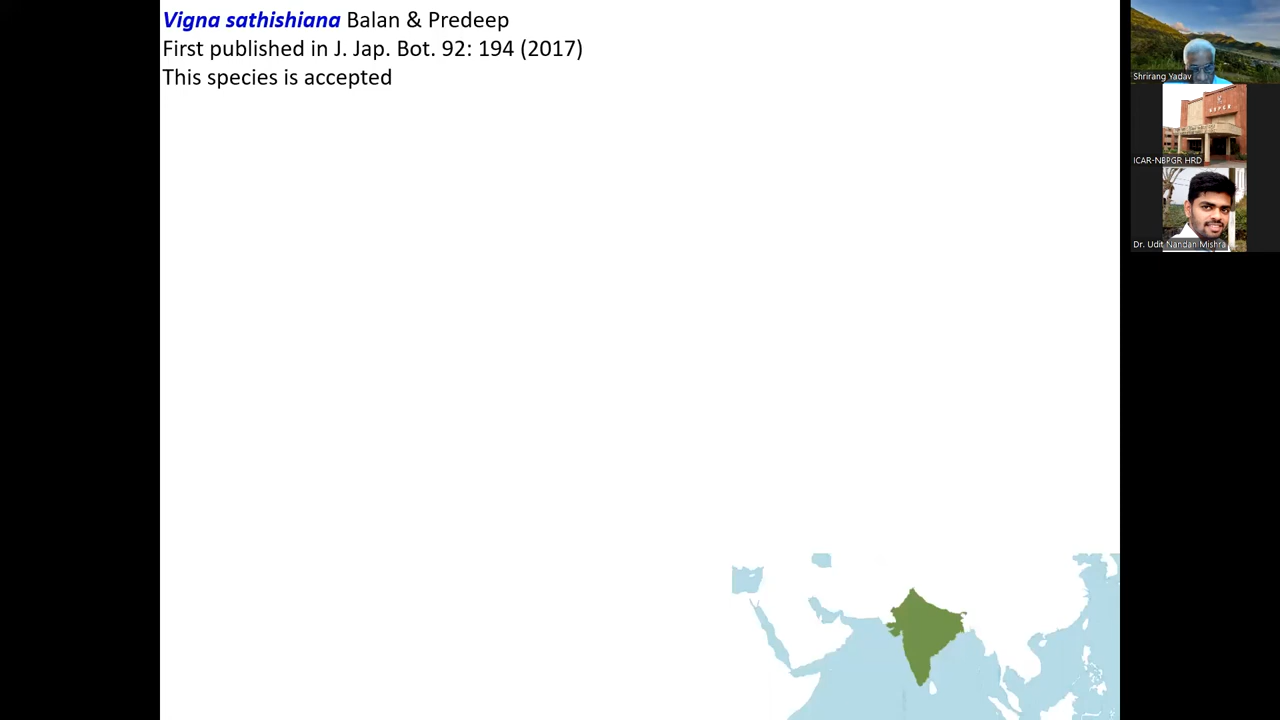 Vigna sathishiana Balan & Predeep
First published in J. Jap. Bot. 92: 194 (2017)
This species is accepted
Shrirang Yadav
ICAR-NBPGR HRD
Dr. Udit Nandan Mishra